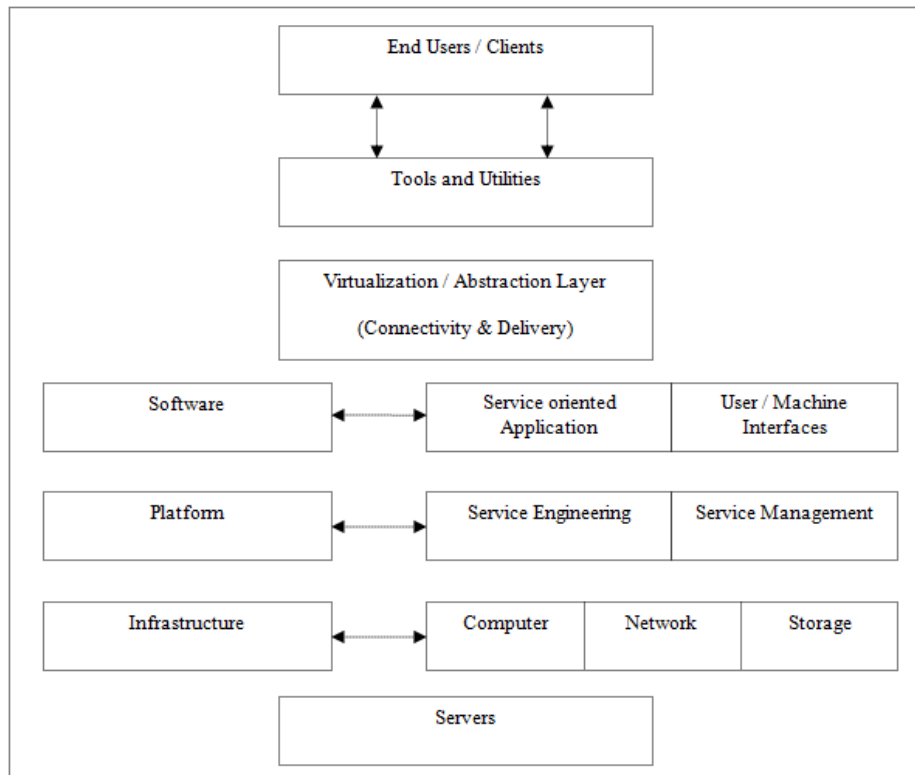 End Users / Clients
Tools and Utilities
Virtualization / Abstraction Layer
(Connectivity & Delivery)
Software
Service oriented
Application
User / Machine
Interfaces
Platform
Service Engineering
Service Management
Infrastructure
Computer
Network
Storage
Servers